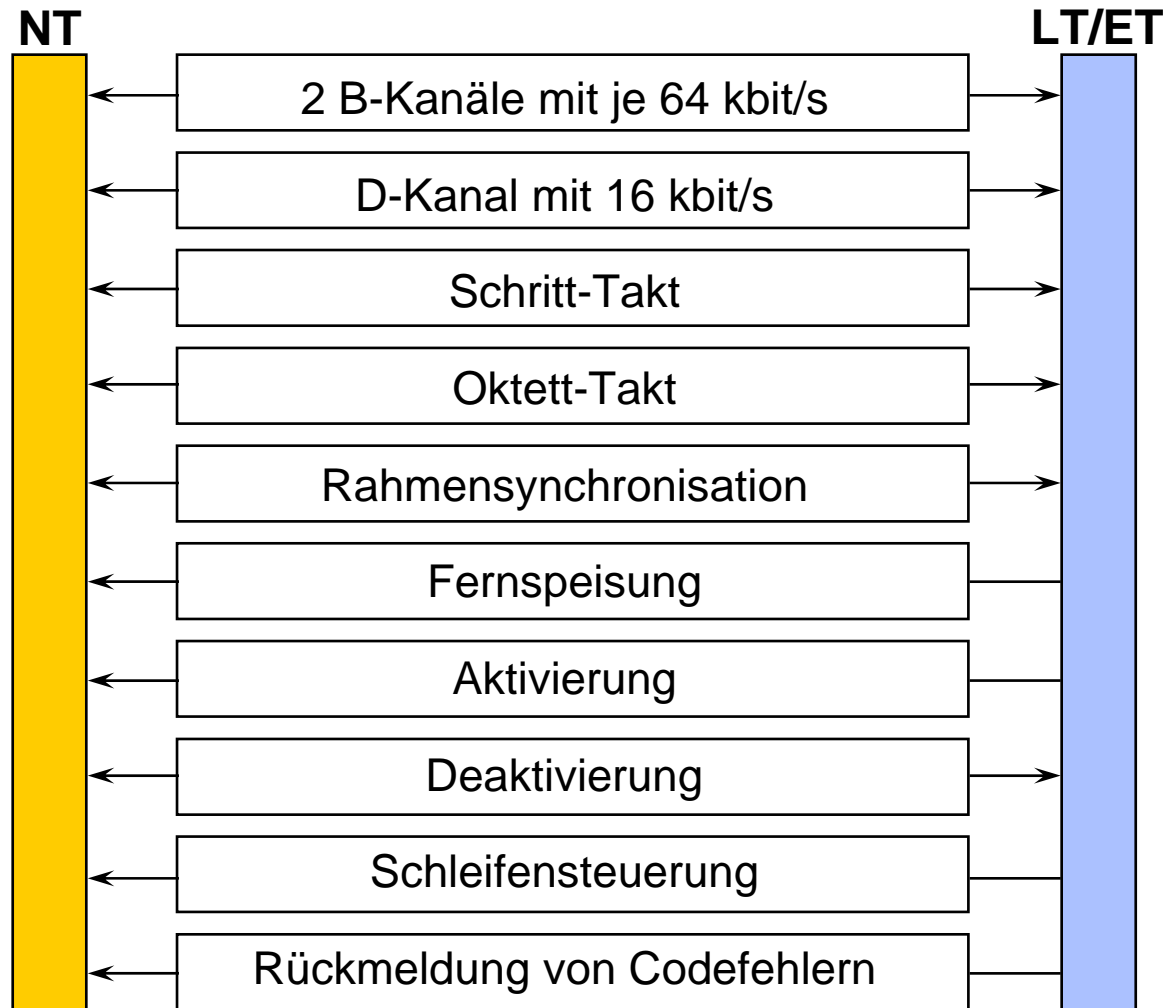 NT
LT/ET
2 B-Kanäle mit je 64 kbit/s
D-Kanal mit 16 kbit/s
Schritt-Takt
Oktett-Takt
Rahmensynchronisation
Fernspeisung
Aktivierung
Deaktivierung
Schleifensteuerung
Rückmeldung von Codefehlern